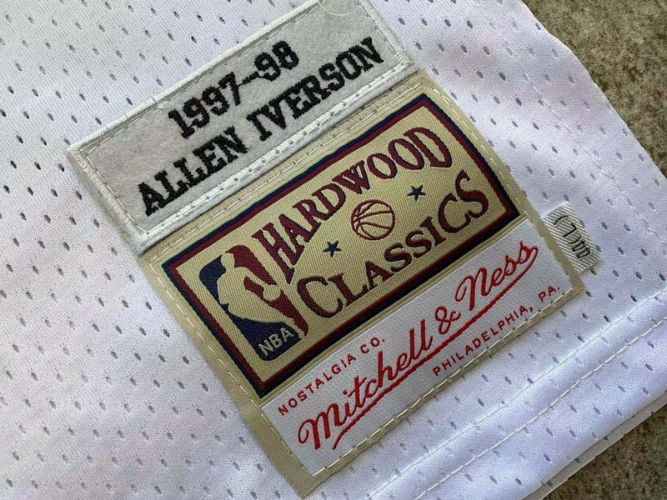 1997-98
ALLEN IVERSON
HARDWOOD
CLASSICS
NBA
NOSTALGIA CO.
Mitchell & Ness
PHILADELPHIA, PA.